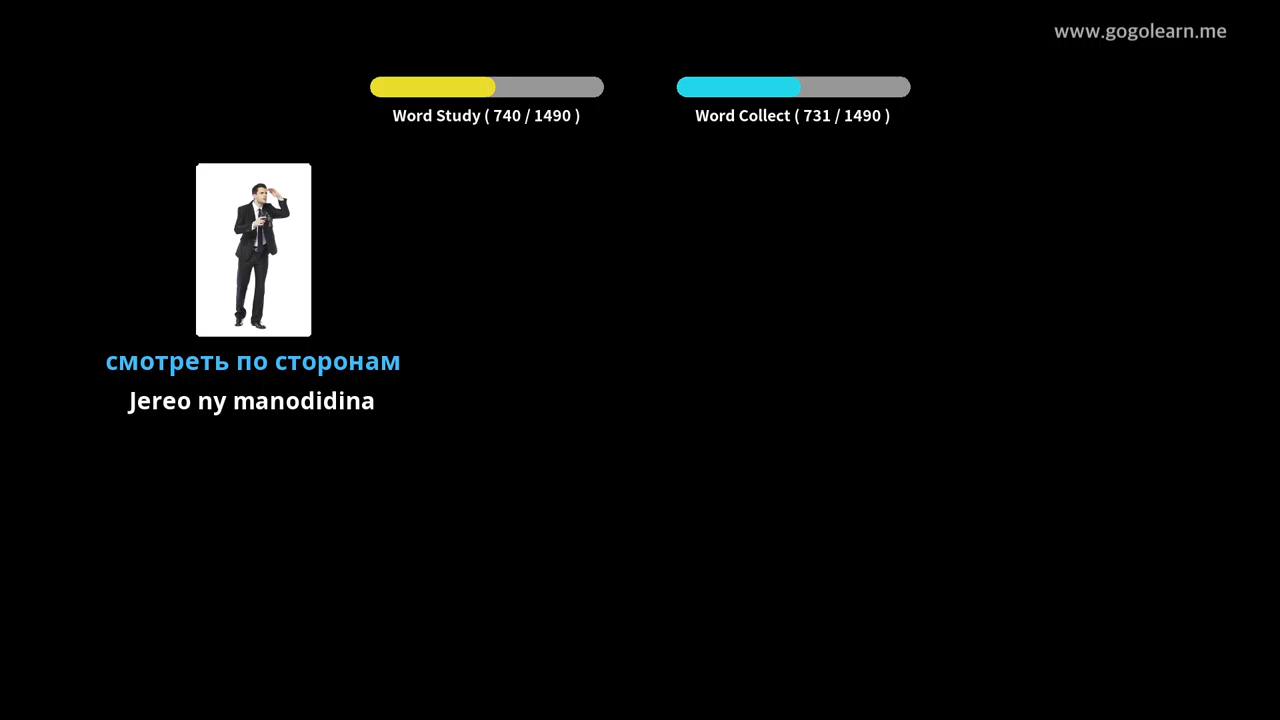 www.gogolearn.me
Word Study ( 740 / 1490 )
Word Collect ( 731 / 1490 )
смотреть по сторонам
Jereo ny manodidina